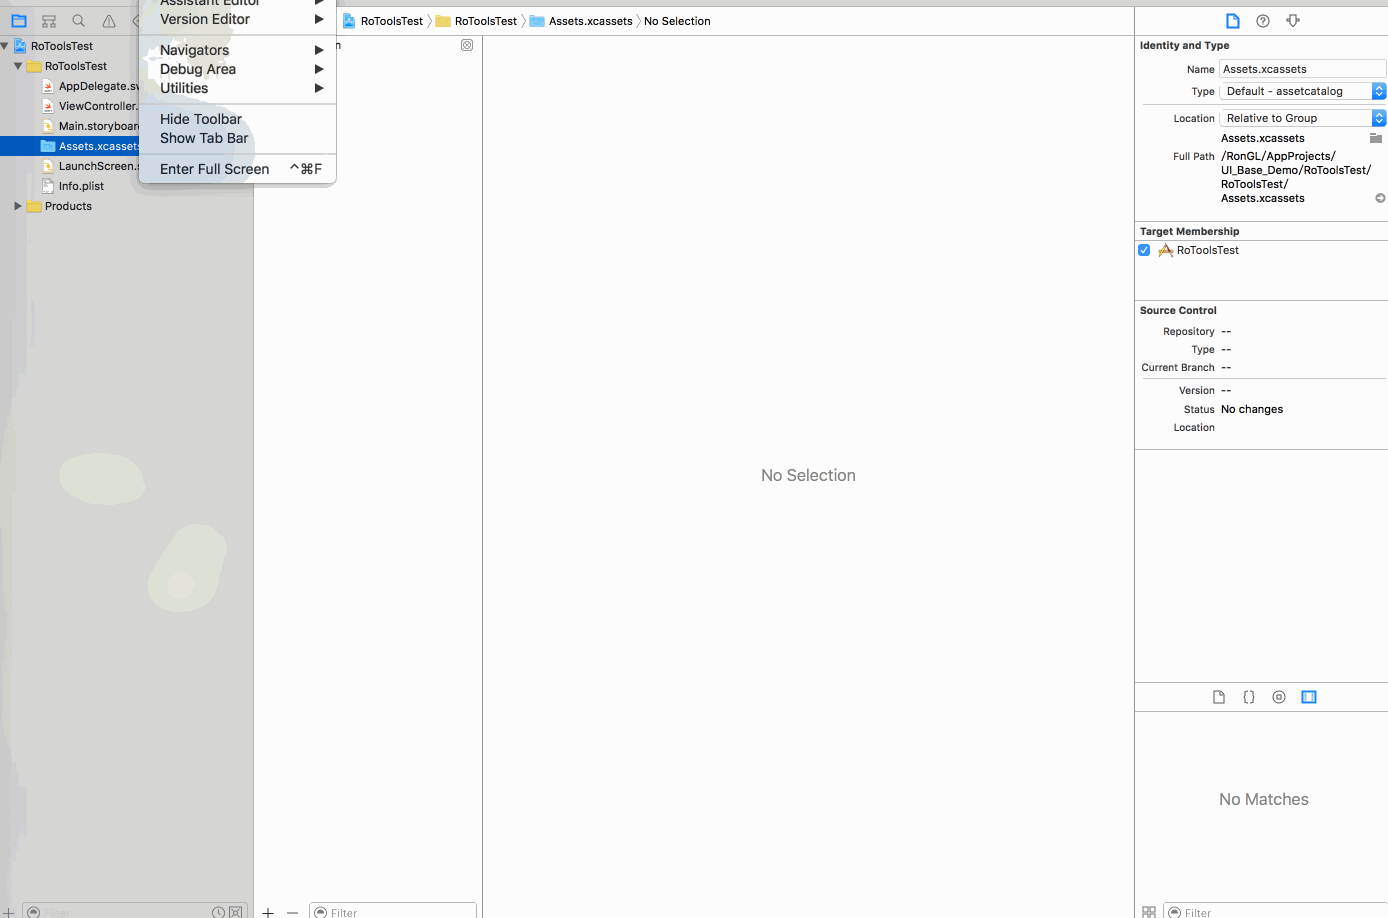 Assistant Editor
Version Editor
Navigators
Debug Area
Utilities
Hide Toolbar
Show Tab Bar
Enter Full Screen ^⌘F
RoToolsTest
RoToolsTest
AppDelegate.sw
ViewController.
Main.storyboar
Assets.xcassets
LaunchScreen.s
Info.plist
Products
Filter
RoToolsTest
RoToolsTest
Assets.xcassets
No Selection
n
No Selection
Filter
Identity and Type
Name Assets.xcassets
Type Default - assetcatalog
Location Relative to Group
Assets.xcassets
Full Path /RonGL/AppProjects/
UI_Base_Demo/RoToolsTest/
RoToolsTest/
Assets.xcassets
Target Membership
RoToolsTest
Source Control
Repository --
Type --
Current Branch --
Version --
Status No changes
Location
No Matches
Filter